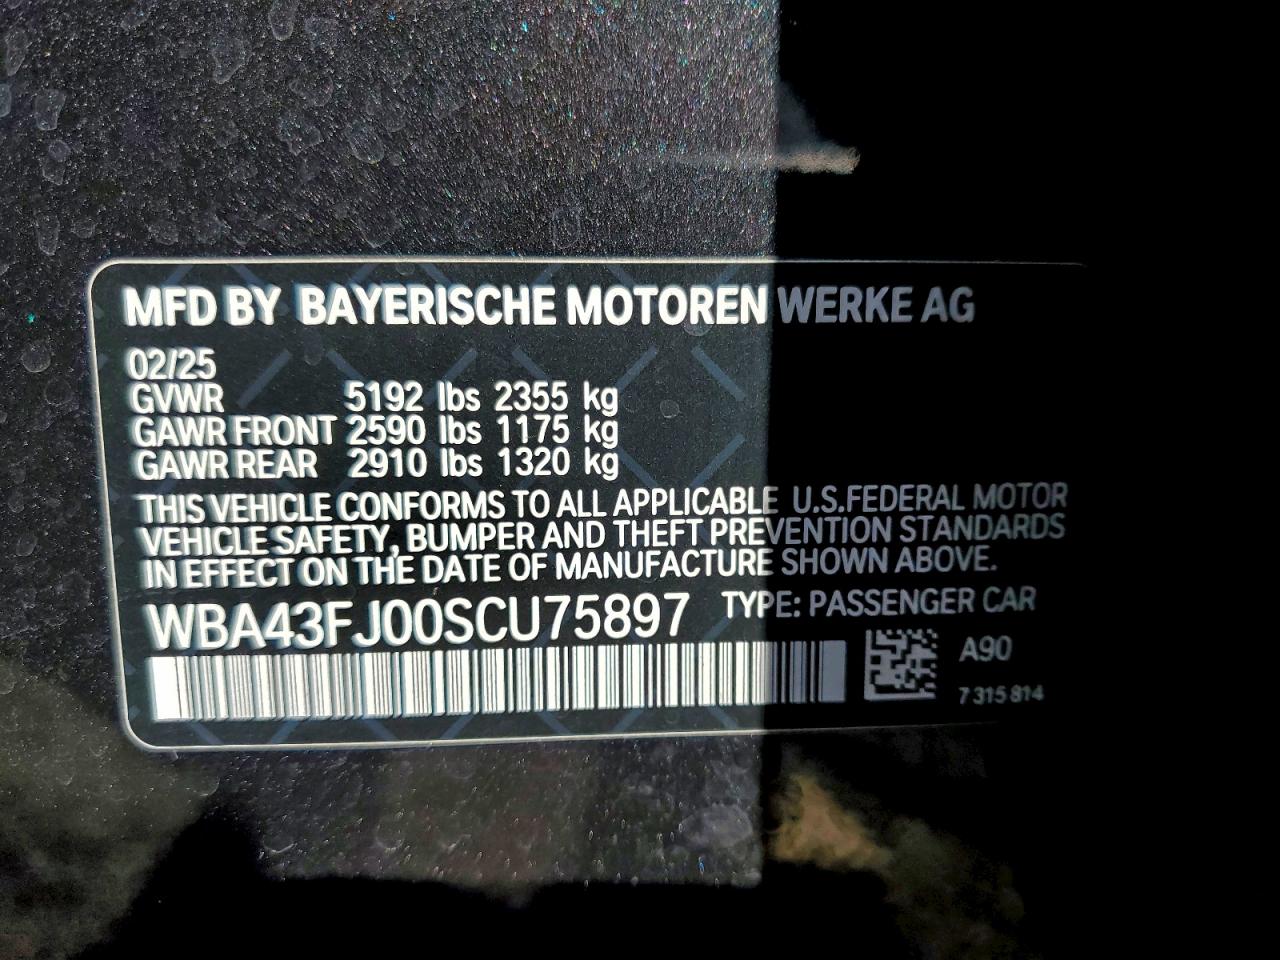 MFD BY BAYERISCHE MOTOREN WERKE AG
02/25
GVWR 5192 lbs 2355 kg
GAWR FRONT 2590 lbs 1175 kg
GAWR REAR 2910 lbs 1320 kg
THIS VEHICLE CONFORMS TO ALL APPLICABLE U.S.FEDERAL MOTOR
VEHICLE SAFETY, BUMPER AND THEFT PREVENTION STANDARDS
IN EFFECT ON THE DATE OF MANUFACTURE SHOWN ABOVE.
WBA43FJ00SCU75897 TYPE: PASSENGER CAR
A90
7 315 814